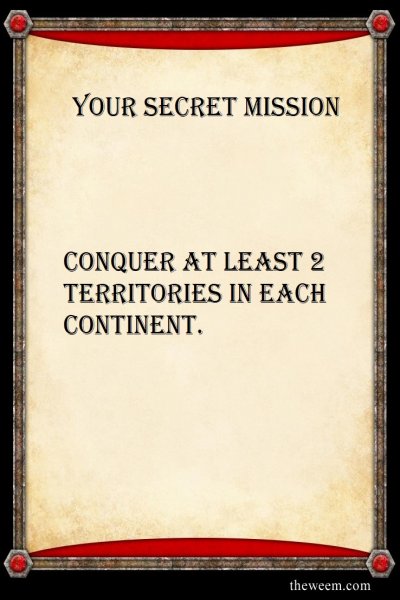 Your Secret Mission
Conquer at least 2
territories in each
continent.
theweem.com